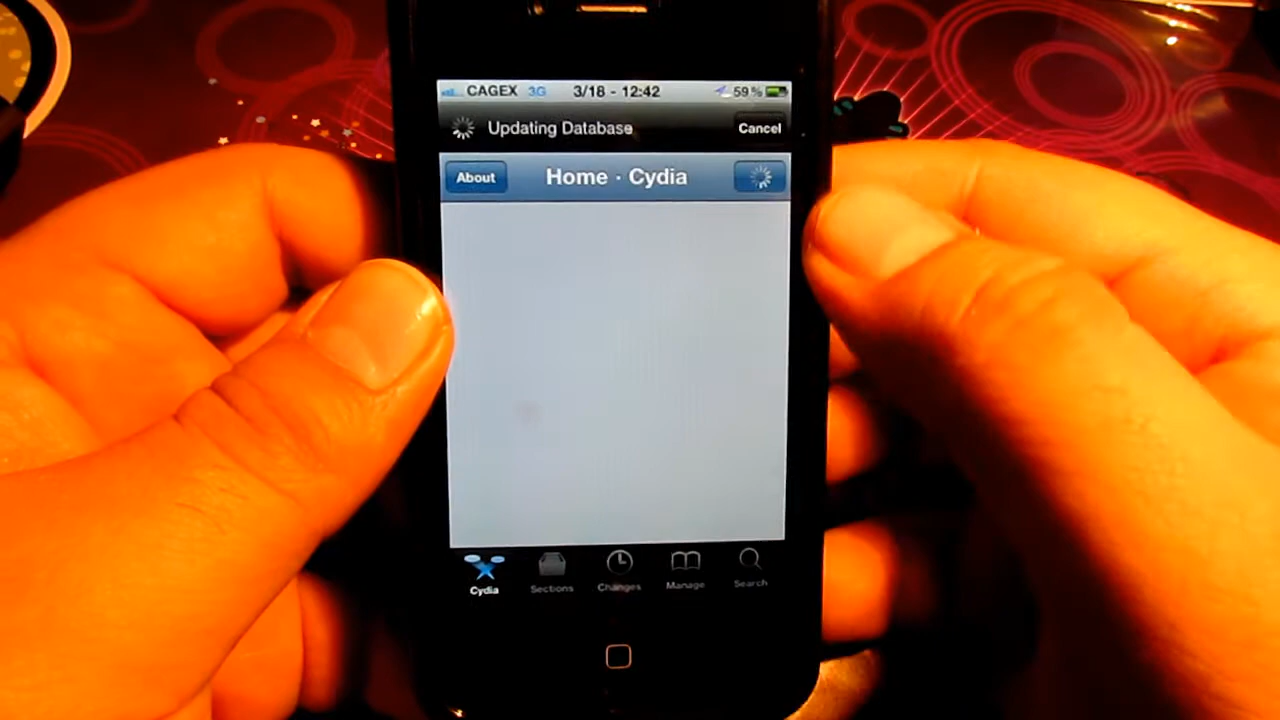 CAGEX 3G 3/18 - 12:42 59%
Updating Database Cancel
About Home · Cydia
Cydia Sections Changes Manage Search